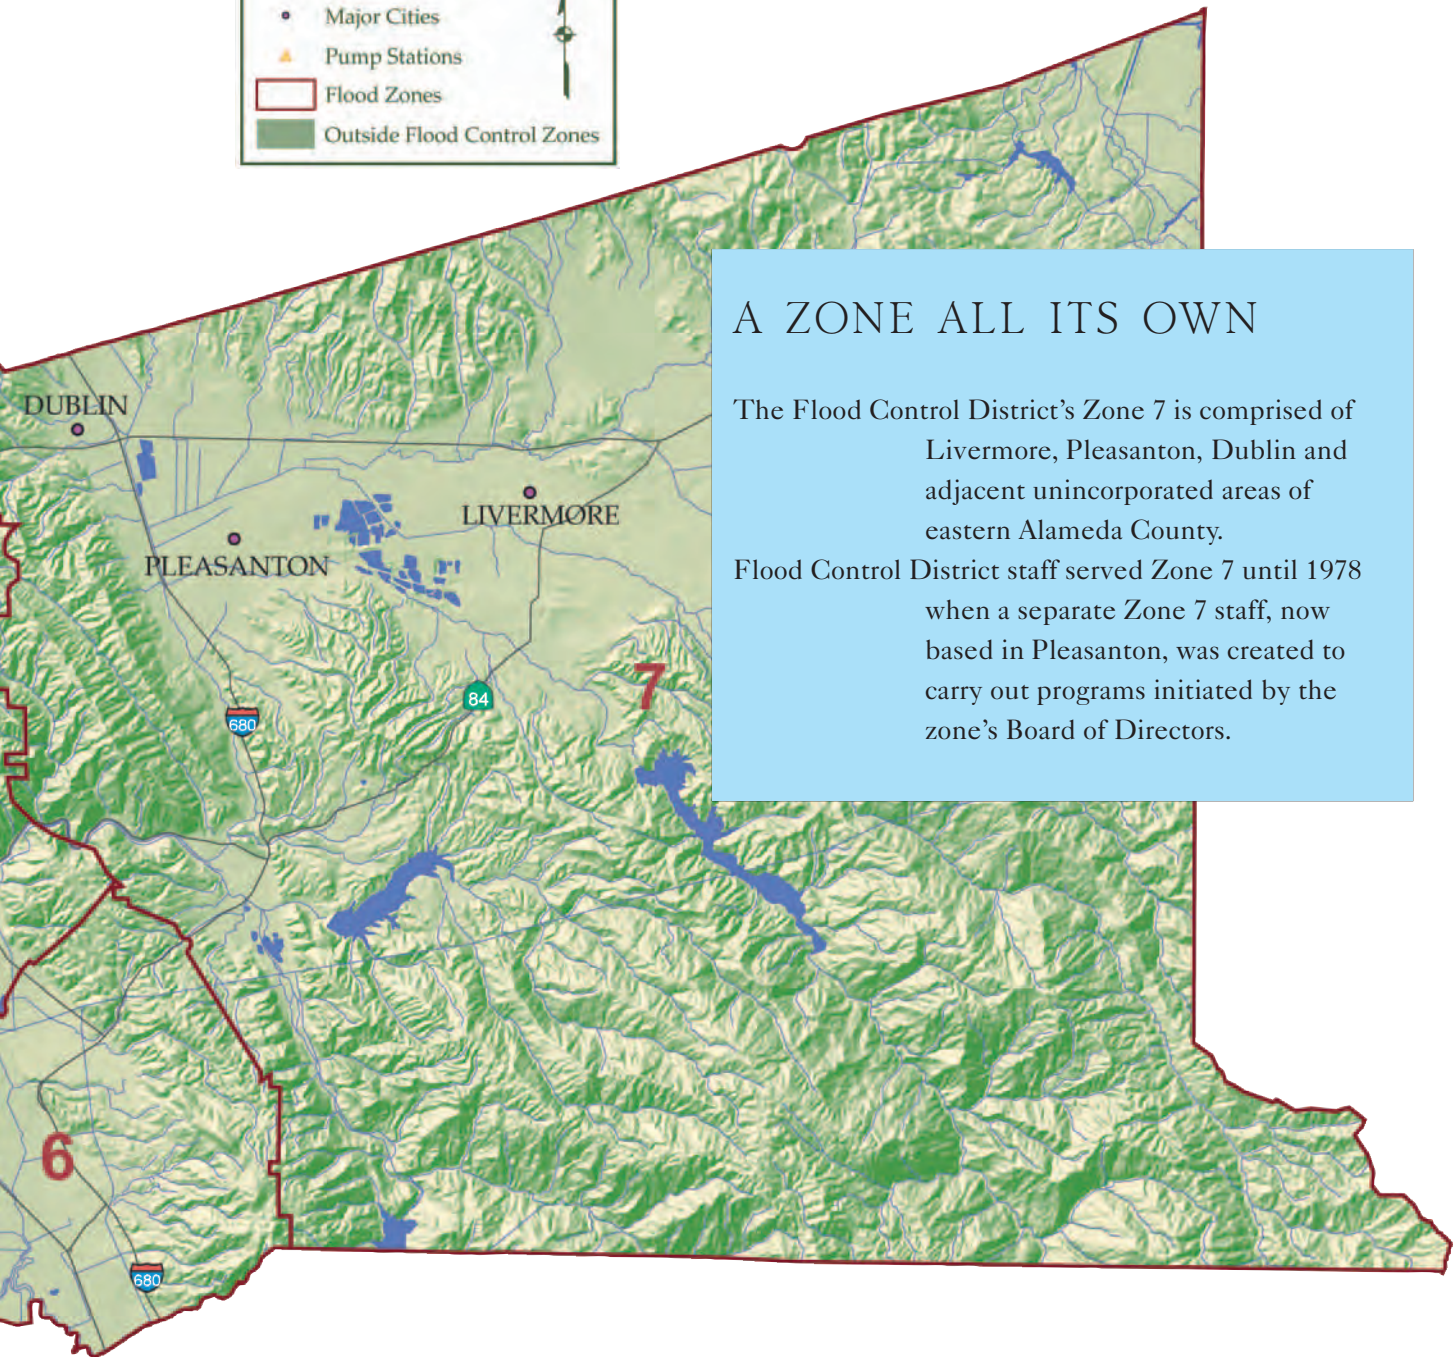 Major Cities
Pump Stations
Flood Zones
Outside Flood Control Zones
A ZONE ALL ITS OWN
The Flood Control District’s Zone 7 is comprised of
Livermore, Pleasanton, Dublin and
adjacent unincorporated areas of
eastern Alameda County.
Flood Control District staff served Zone 7 until 1978
when a separate Zone 7 staff, now
based in Pleasanton, was created to
carry out programs initiated by the
zone’s Board of Directors.
DUBLIN
LIVERMORE
PLEASANTON
7
84
680
6
680